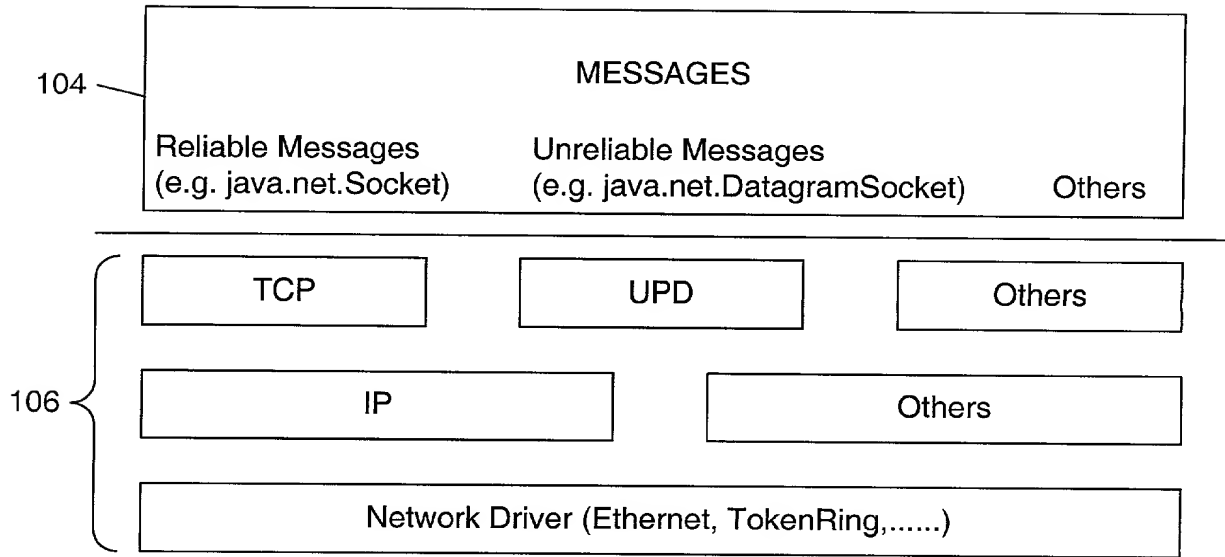 MESSAGES
104
Reliable Messages
(e.g. java.net.Socket)
Unreliable Messages
(e.g. java.net.DatagramSocket)
Others
TCP
UPD
Others
106
IP
Others
Network Driver (Ethernet, TokenRing,......)